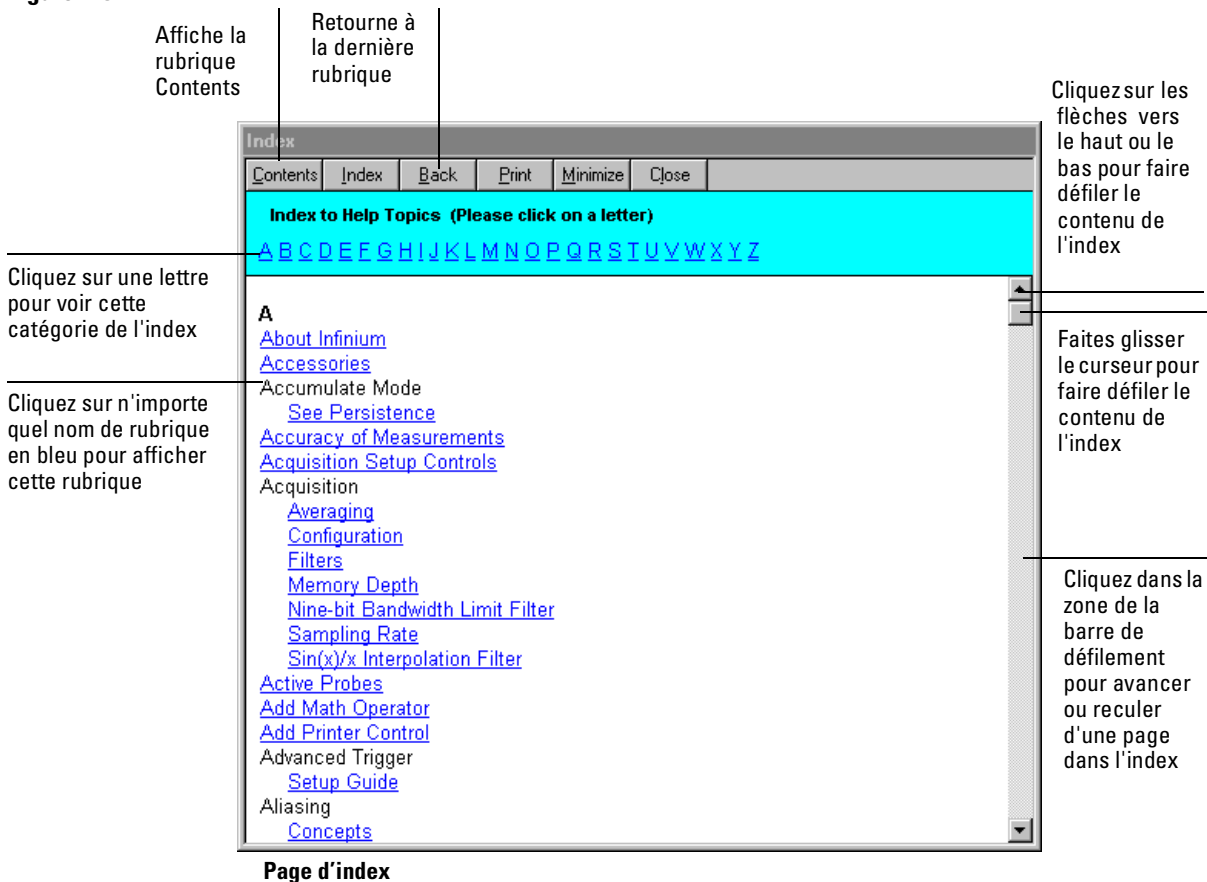 Affiche la
rubrique
Contents
Retourne à
la dernière
rubrique
Cliquez sur les
flèches vers
le haut ou le
bas pour faire
défiler le
contenu de
l'index
Index
Contents Index Back Print Minimize Close
Index to Help Topics (Please click on a letter)
A B C D E F G H I J K L M N O P Q R S T U V W X Y Z
Cliquez sur une lettre
pour voir cette
catégorie de l'index
Cliquez sur n'importe
quel nom de rubrique
en bleu pour afficher
cette rubrique
A
About Infinium
Accessories
Accumulate Mode
See Persistence
Accuracy of Measurements
Acquisition Setup Controls
Acquisition
Averaging
Configuration
Filters
Memory Depth
Nine-bit Bandwidth Limit Filter
Sampling Rate
Sin(x)/x Interpolation Filter
Active Probes
Add Math Operator
Add Printer Control
Advanced Trigger
Setup Guide
Aliasing
Concepts
Faites glisser
le curseur pour
faire défiler le
contenu de
l'index
Cliquez dans la
zone de la
barre de
défilement
pour avancer
ou reculer
d'une page
dans l'index
Page d'index